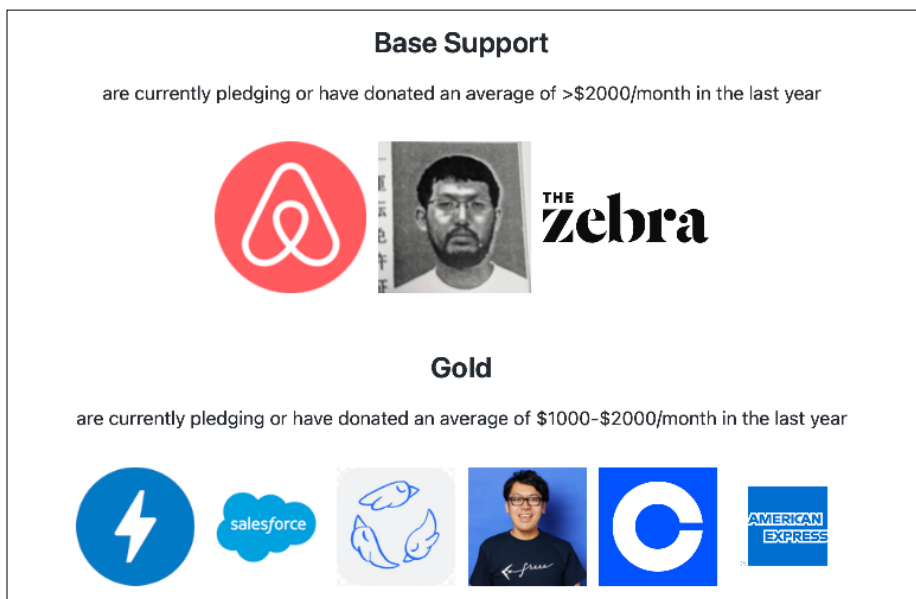 Base Support
are currently pledging or have donated an average of >$2000/month in the last year
THE
zebra
Gold
are currently pledging or have donated an average of $1000-$2000/month in the last year
salesforce
freee
AMERICAN
EXPRESS